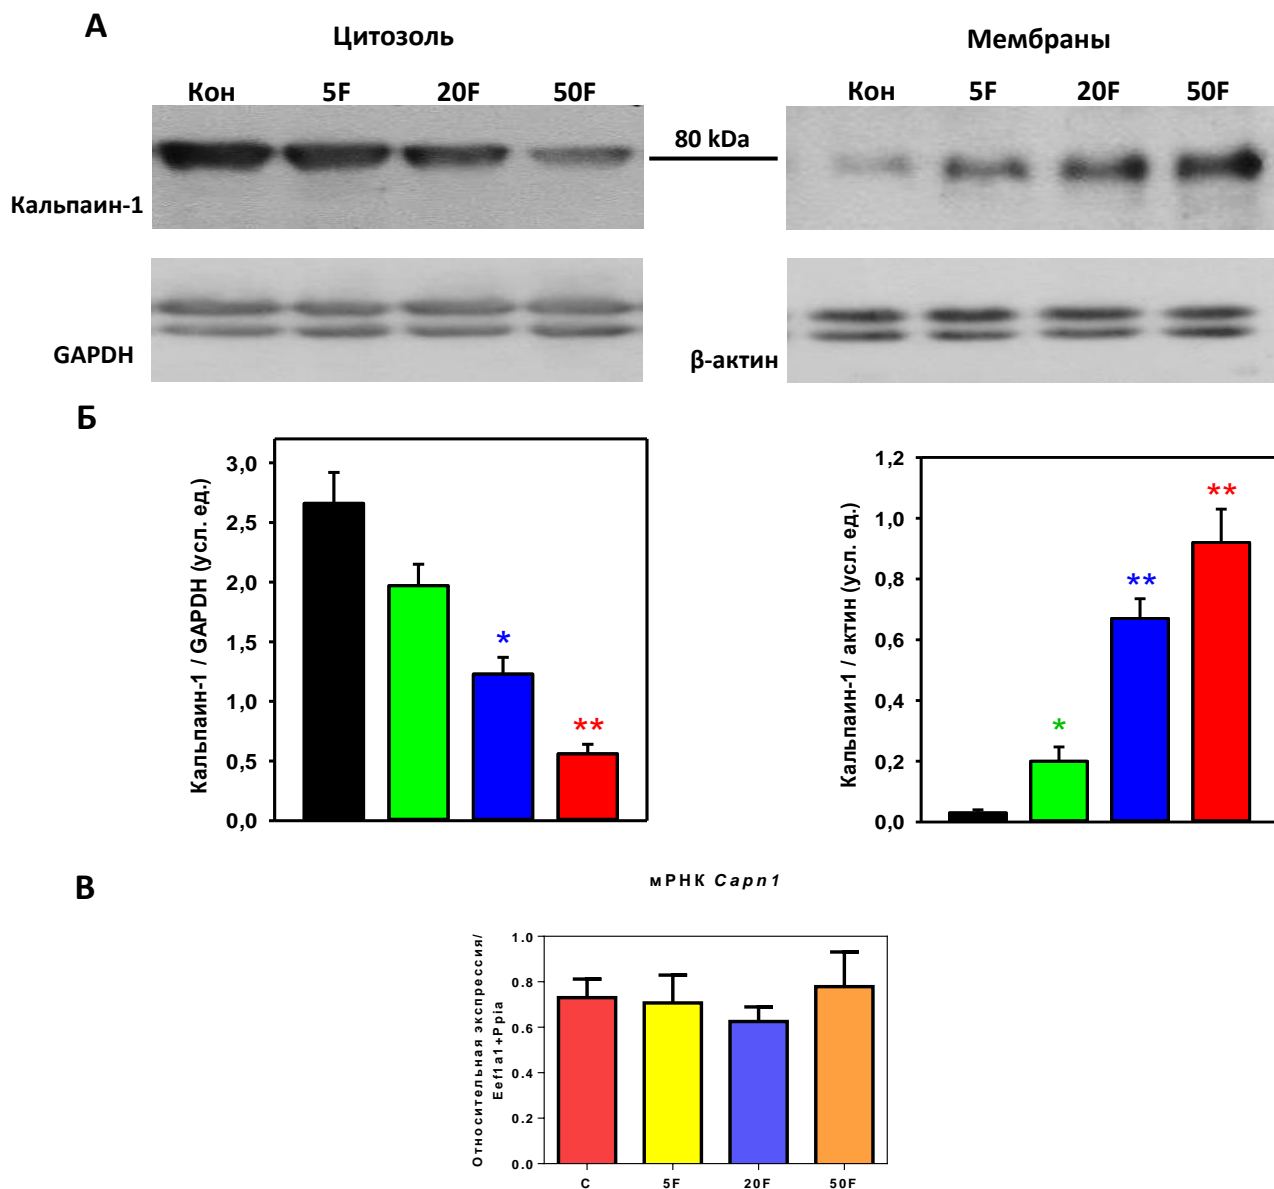 А
Цитозоль
Мембраны
Кон 5F 20F 50F
Кон 5F 20F 50F
80 kDa
Кальпаин-1
GAPDH
β-актин
Б
Кальпаин-1 / GAPDH (усл. ед.)
3,0
2,5
2,0
1,5
1,0
0,5
0,0
*
**
Кальпаин-1 / актин (усл. ед.)
1,2
1,0
0,8
0,6
0,4
0,2
0,0
*
**
**
В
мРНК Capn1
Относительная экспрессия/
Eef1a1+Ppia
1.0
0.8
0.6
0.4
0.2
0.0
C 5F 20F 50F